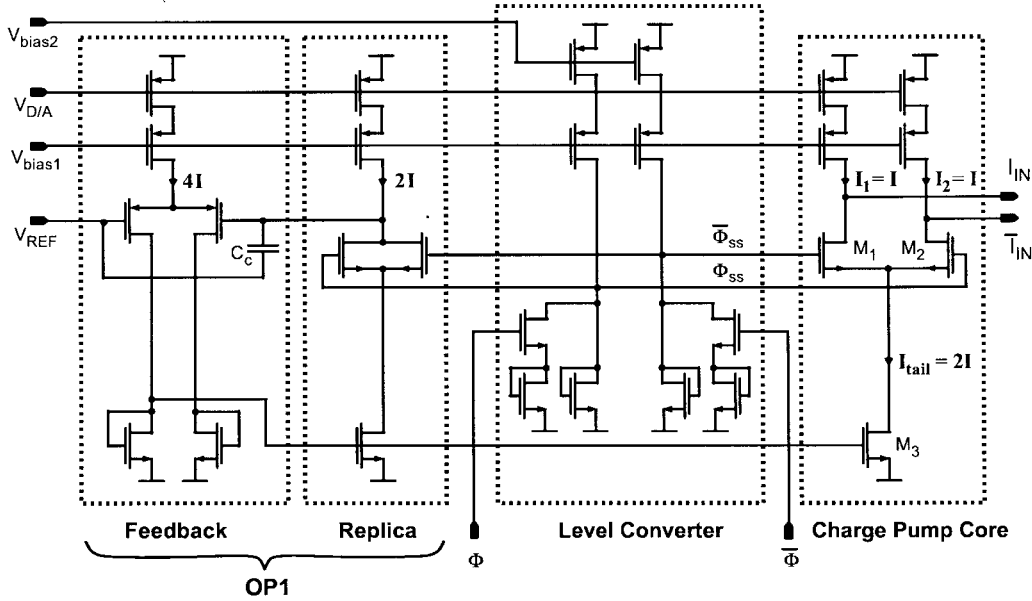 V_bias2
V_D/A
V_bias1
4I
2I
I_1 = I
I_2 = I
I_IN
V_REF
C_c
Φ̅_ss
M_1
M_2
I̅_IN
Φ_ss
I_tail = 2I
M_3
Feedback
Replica
Level Converter
Charge Pump Core
Φ
Φ̅
OP1